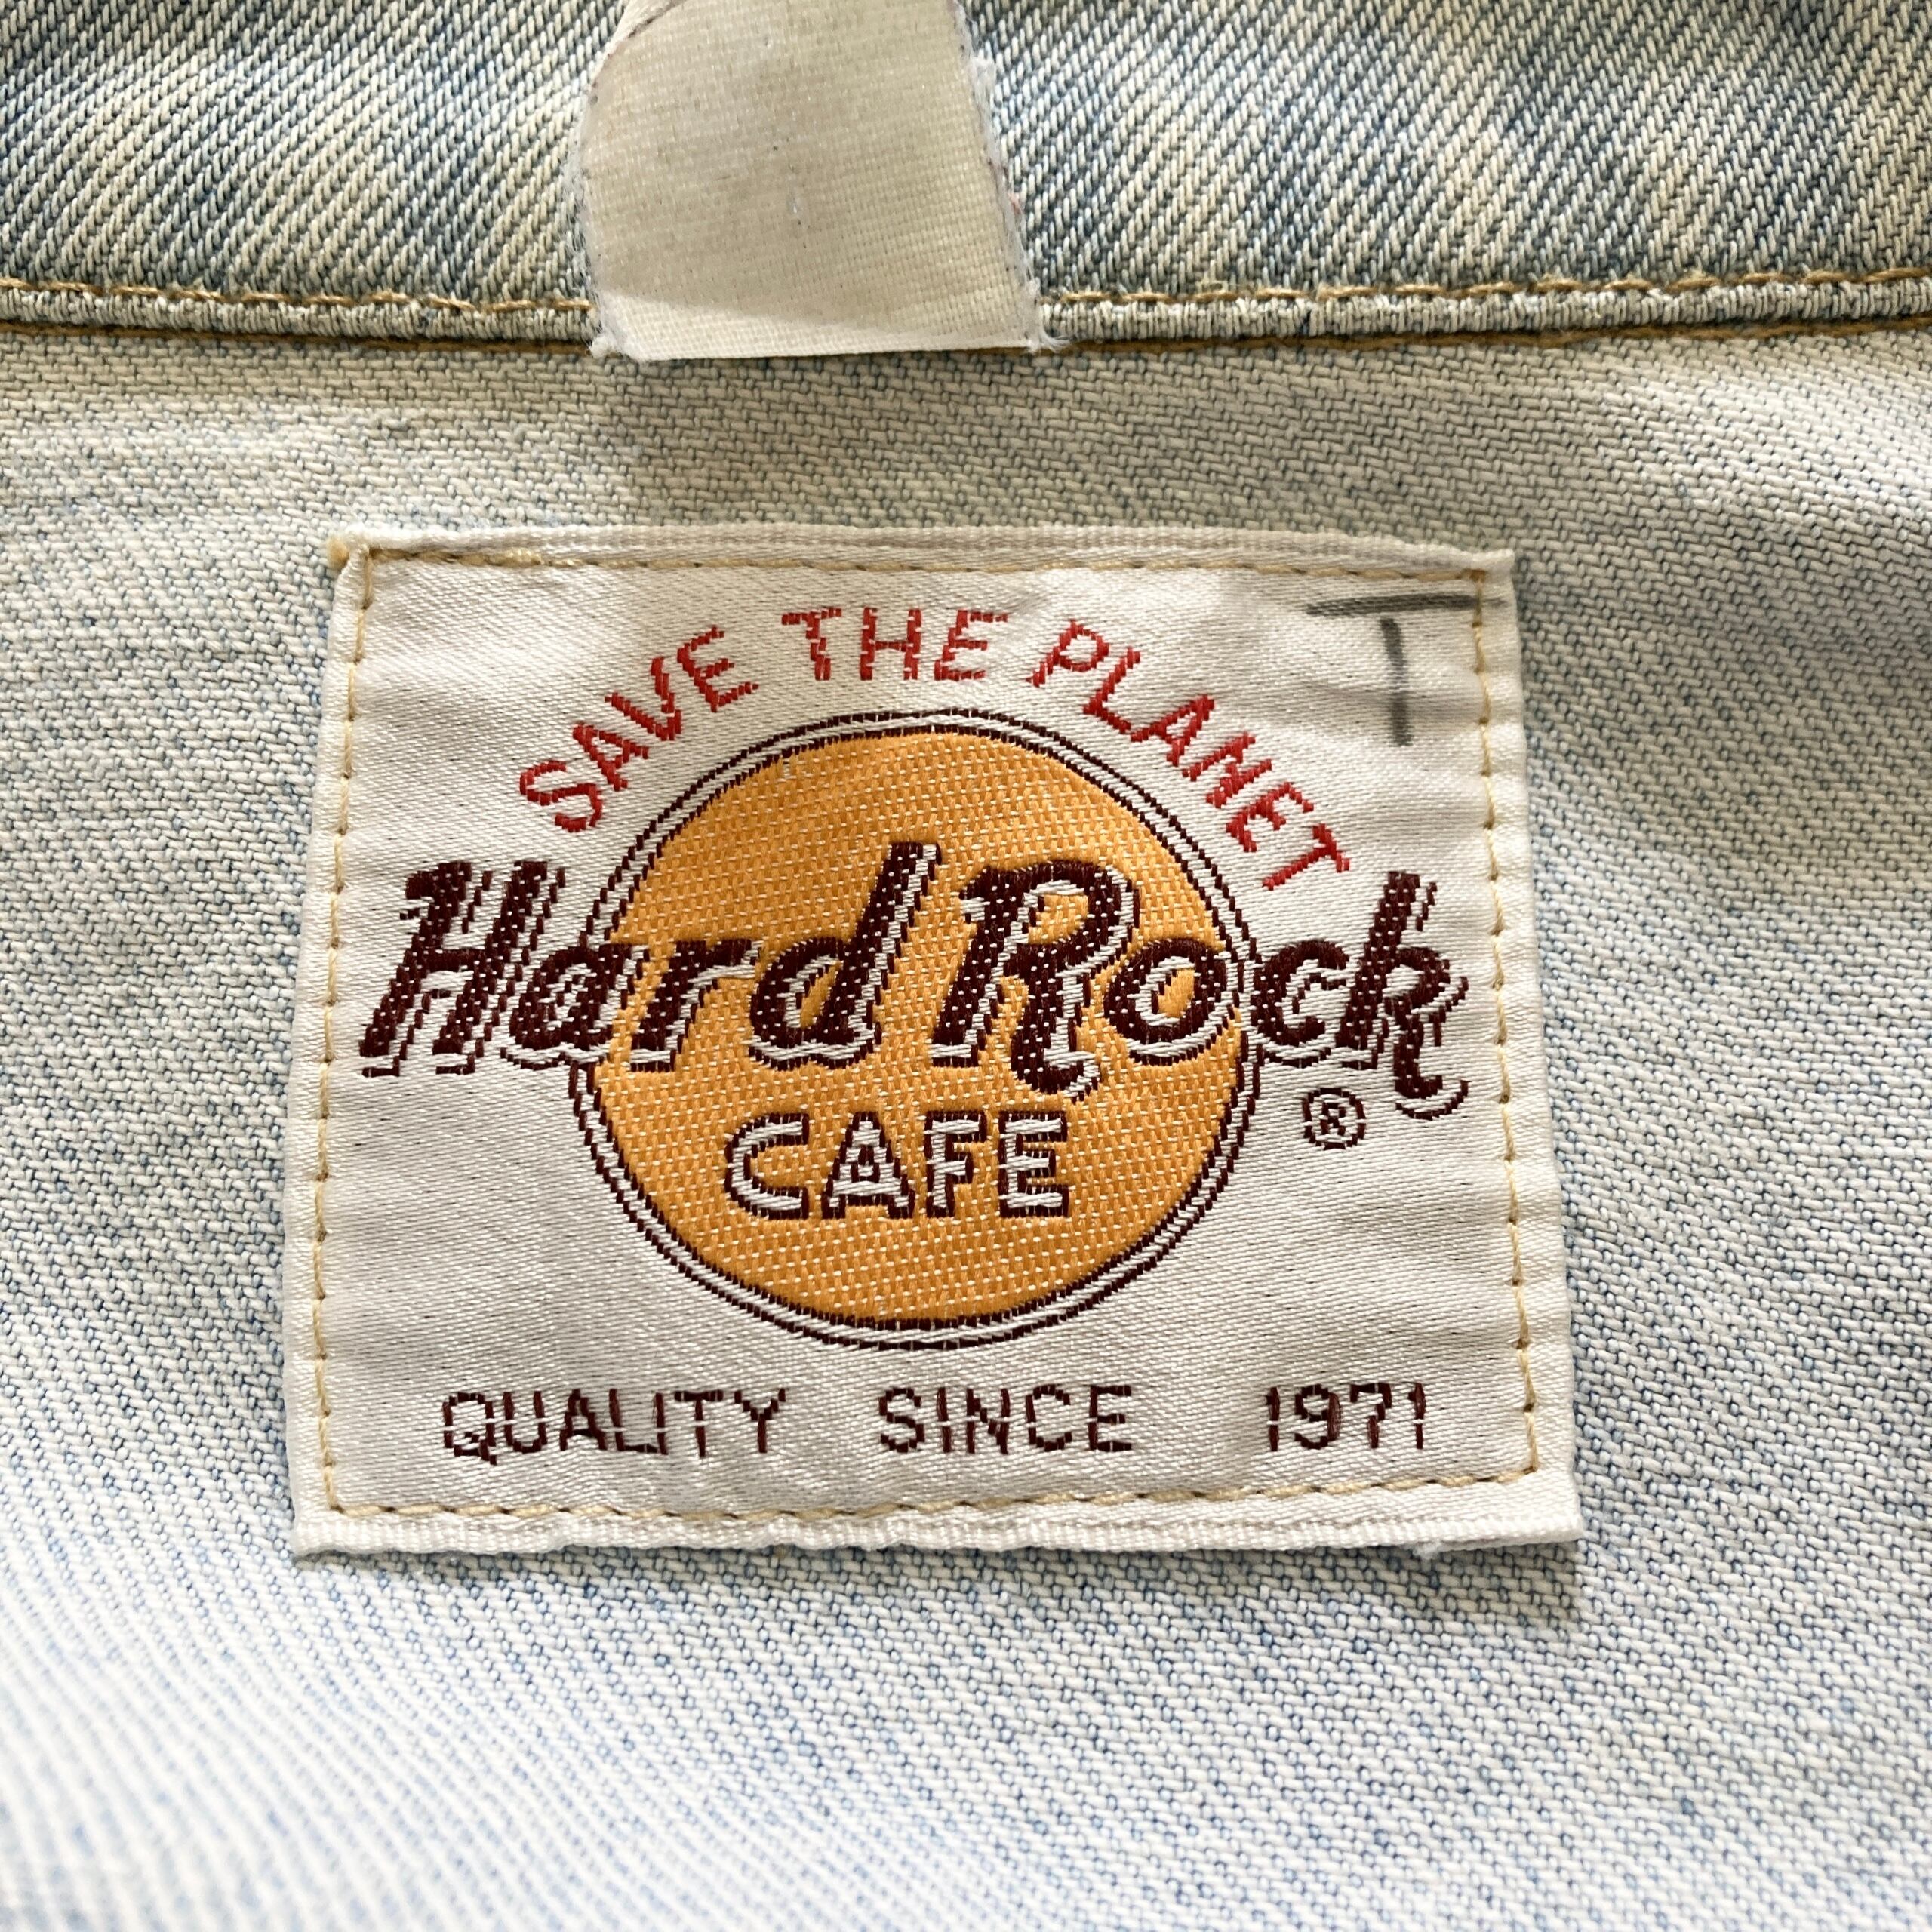 T
SAVE THE PLANET
Hard Rock
CAFE
®
QUALITY SINCE 1971